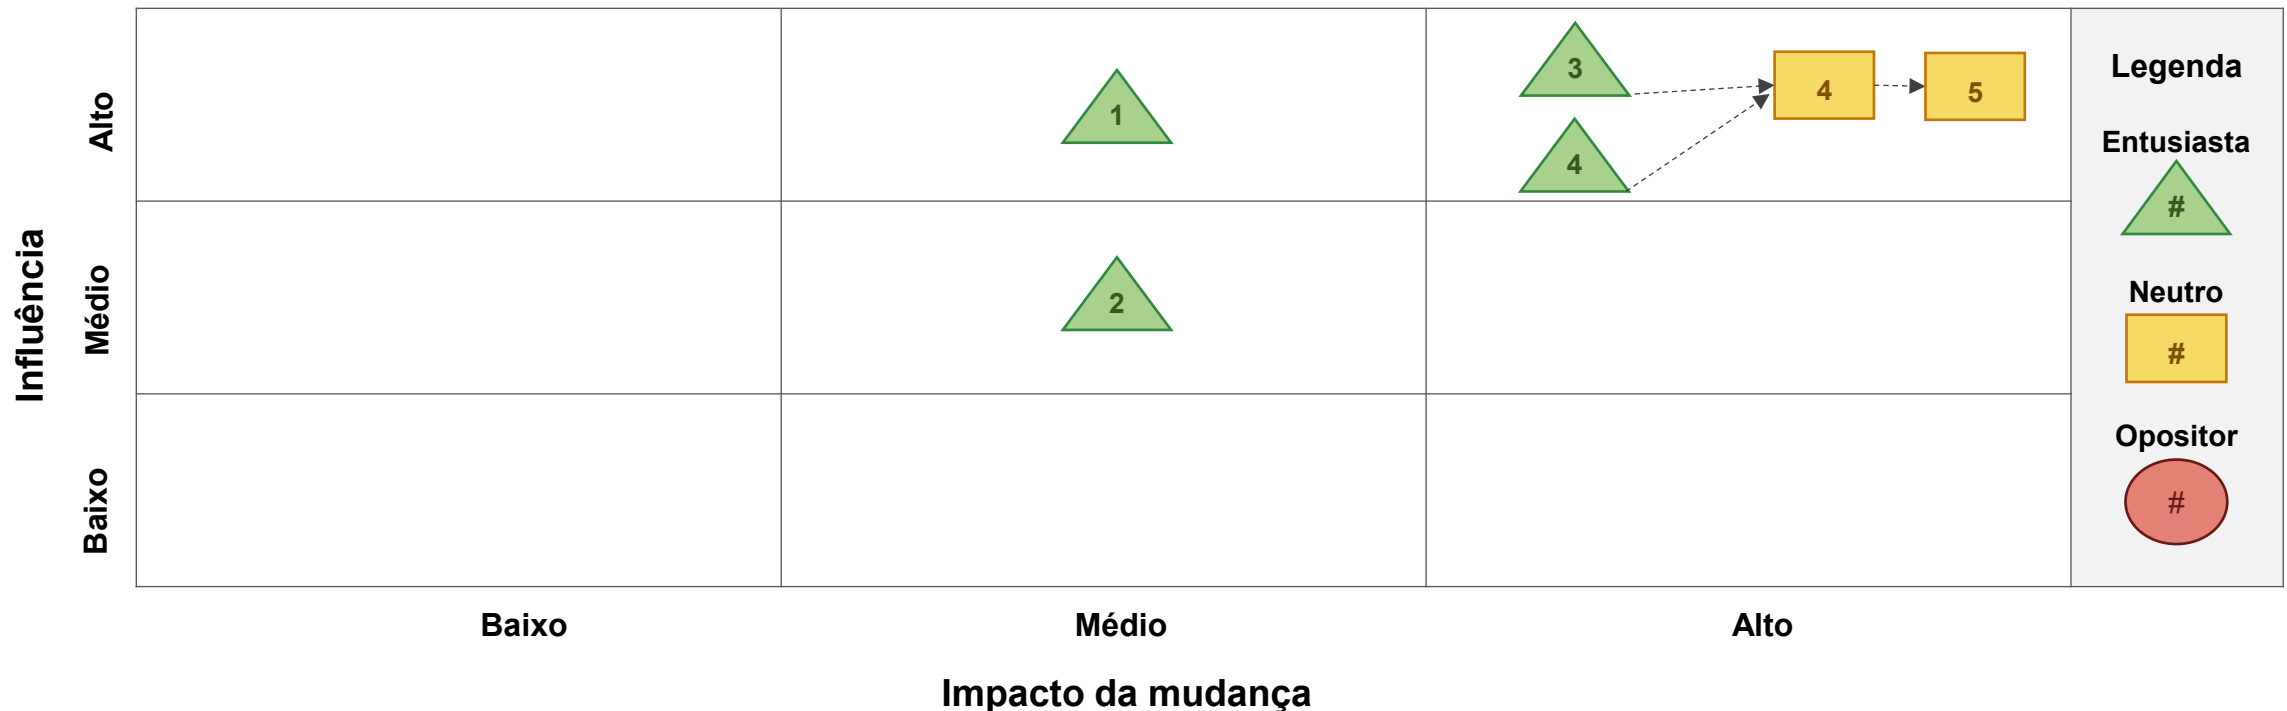 Influência
Alto
Médio
Baixo
1
3
4
4
5
2
Baixo
Médio
Alto
Impacto da mudança
Legenda
Entusiasta
#
Neutro
#
Opositor
#